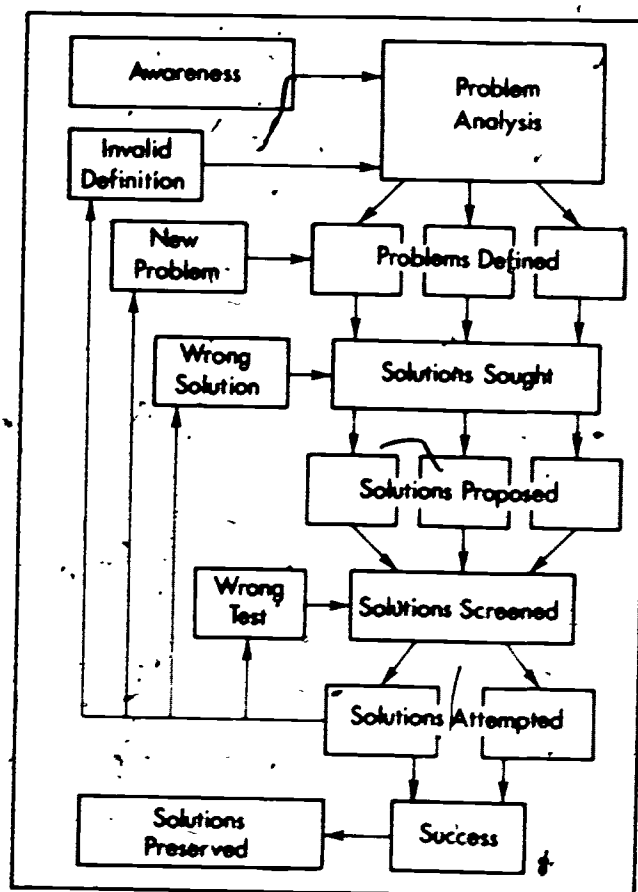 Awareness
Problem
Analysis
Invalid
Definition
New
Problem
Problems Defined
Wrong
Solution
Solutions Sought
Solutions Proposed
Wrong
Test
Solutions Screened
Solutions Attempted
Solutions
Preserved
Success